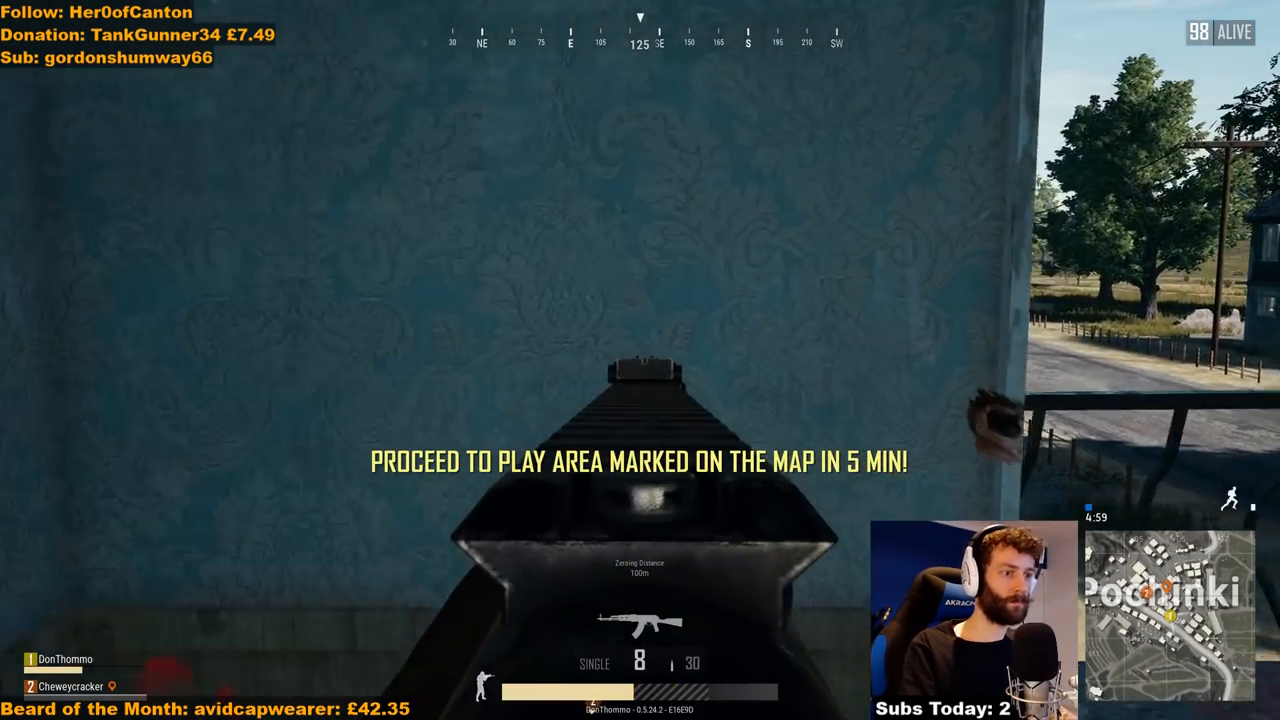 Follow: Her0ofCanton
Donation: TankGunner34 £7.49
Sub: gordonshumway66
30 NE 60 75 E 105 125 SE 150 165 S 195 210 SW
98 ALIVE
PROCEED TO PLAY AREA MARKED ON THE MAP IN 5 MIN!
4:59
Zeroing Distance
100m
AKRACING
Pochinki
SINGLE 8 30
1 DonThommo
2 Cheweycracker
DonThommo - 0.5.24.2 - E16E9D
Beard of the Month: avidcapwearer: £42.35
Subs Today: 2